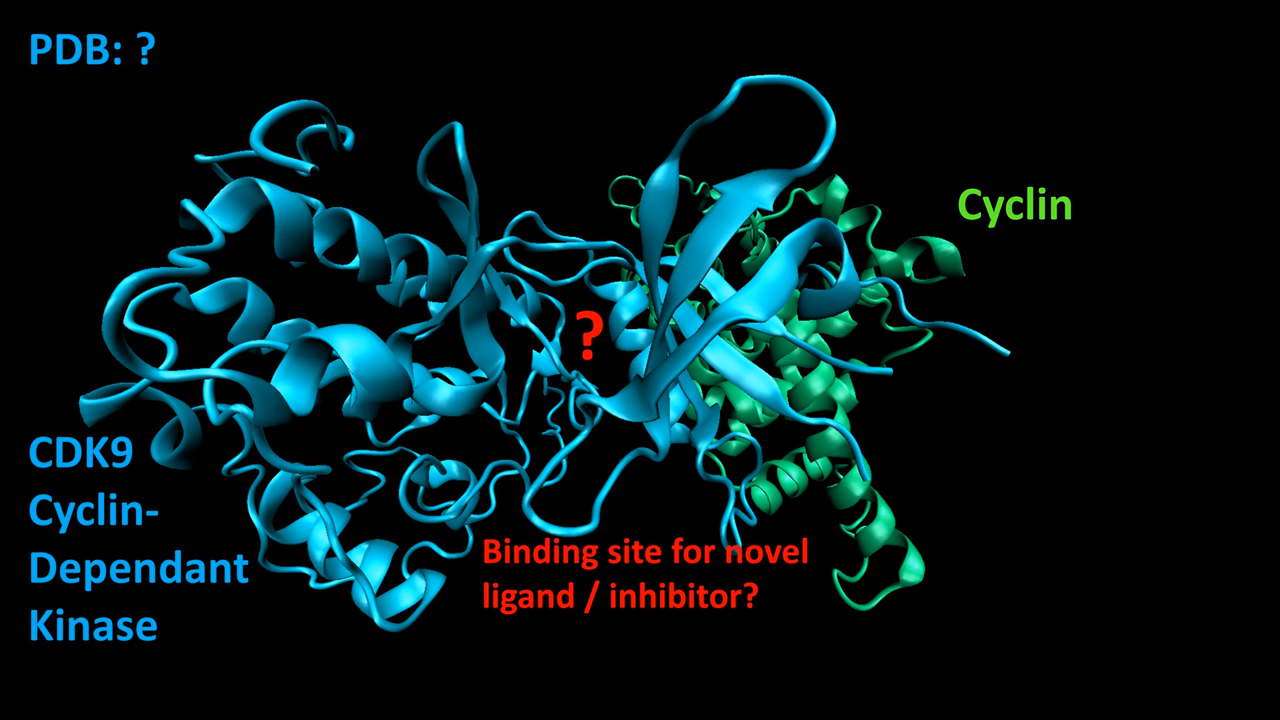 PDB: ?
Cyclin
?
CDK9
Cyclin-
Dependant
Kinase
Binding site for novel
ligand / inhibitor?